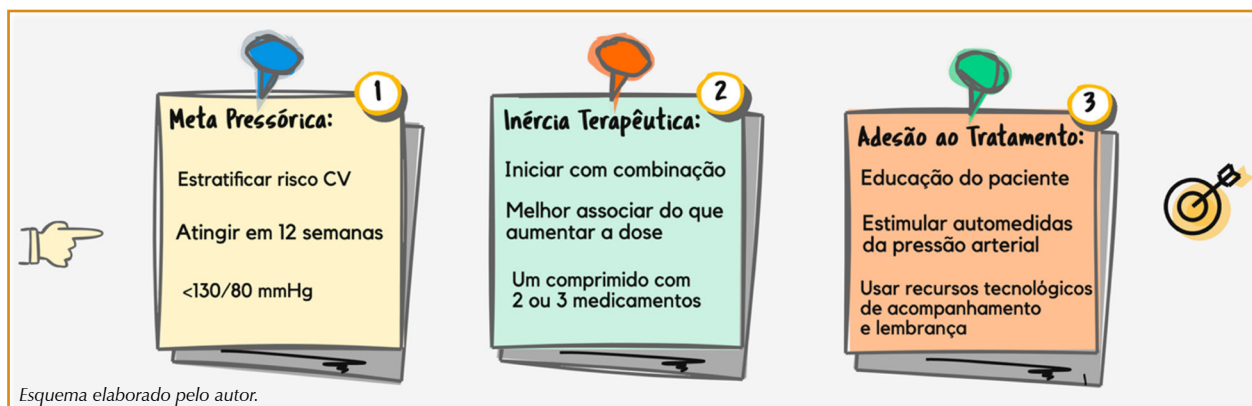 1
Meta Pressórica:
Estratificar risco CV
Atingir em 12 semanas
<130/80 mmHg
2
Inércia Terapêutica:
Iniciar com combinação
Melhor associar do que
aumentar a dose
Um comprimido com
2 ou 3 medicamentos
3
Adesão ao Tratamento:
Educação do paciente
Estimular automedidas
da pressão arterial
Usar recursos tecnológicos
de acompanhamento
e lembrança
Esquema elaborado pelo autor.